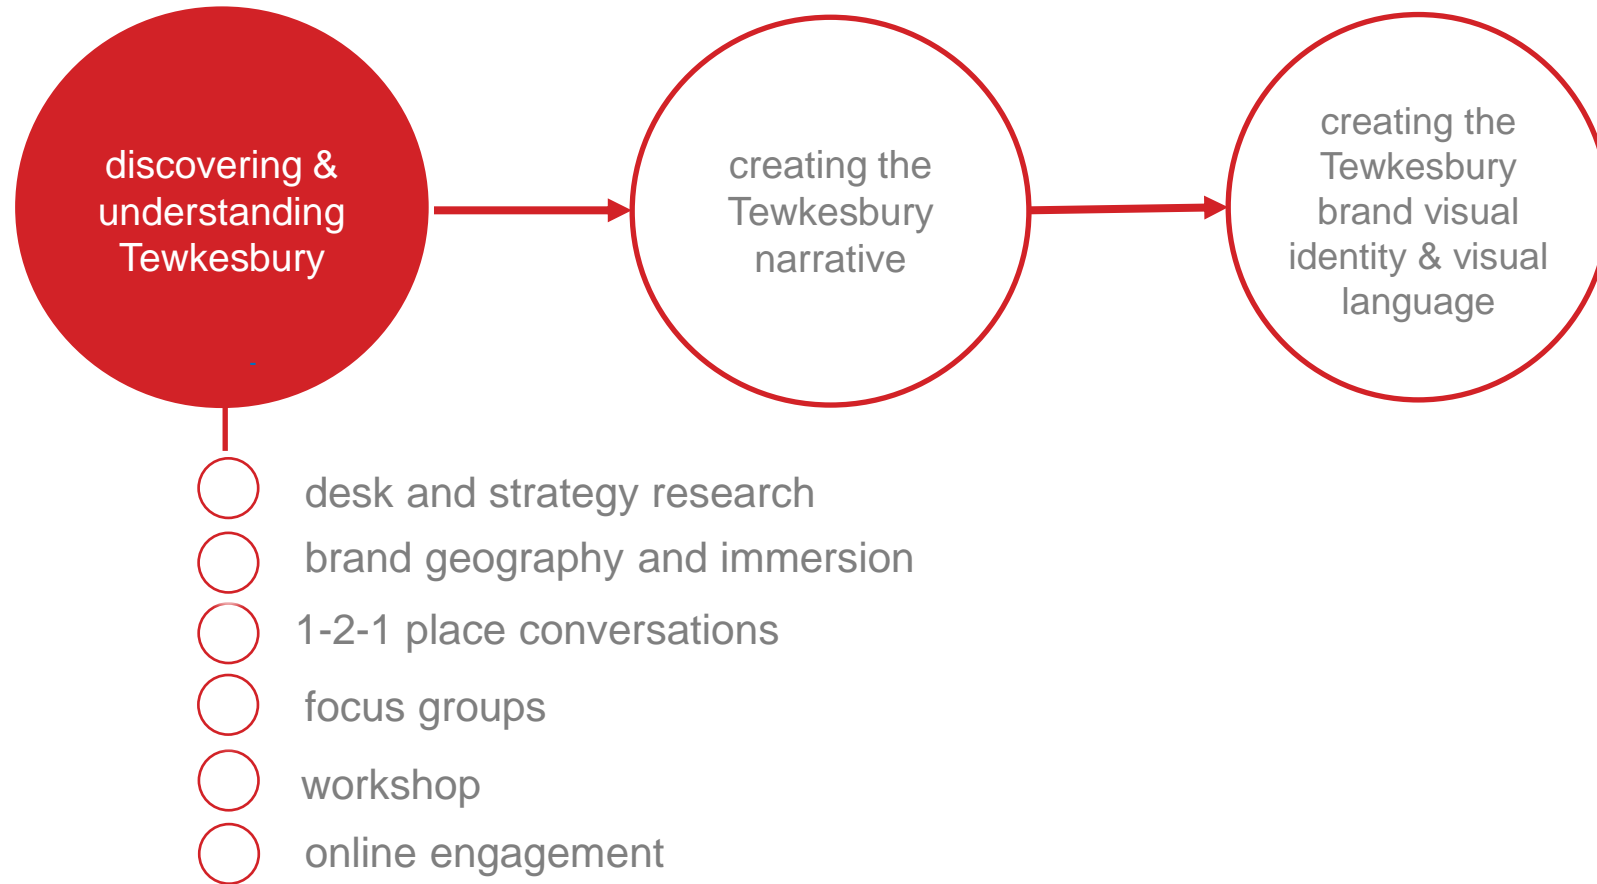 discovering &
understanding
Tewkesbury
creating the
Tewkesbury
narrative
creating the
Tewkesbury
brand visual
identity & visual
language
desk and strategy research
brand geography and immersion
1-2-1 place conversations
focus groups
workshop
online engagement